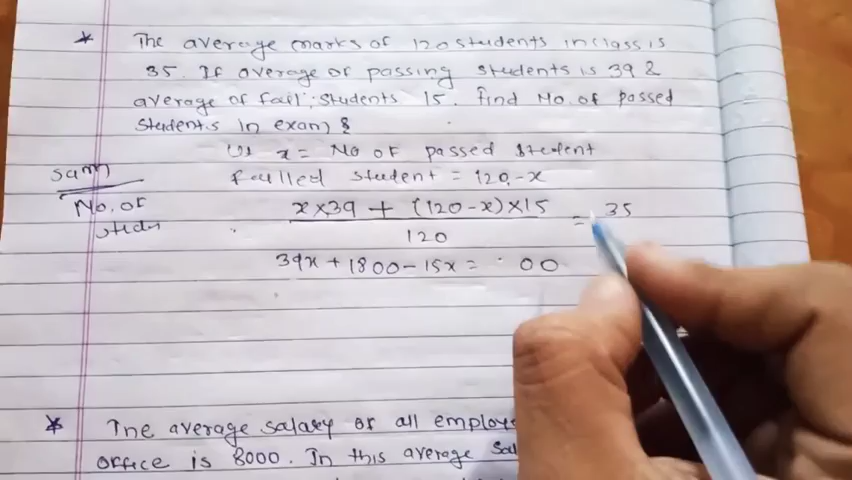 * The average marks of 120 students in class is
35. If average of passing students is 39 &
average of fail students 15. find No. of passed
students in exam?
x = No of passed student
failled student = 120 - x
sum
No. of
x×39 + (120-x)×15 = 35
120
39x + 1800 - 15x = 00
* The average salary of all employe
office is 8000. In this average Sal